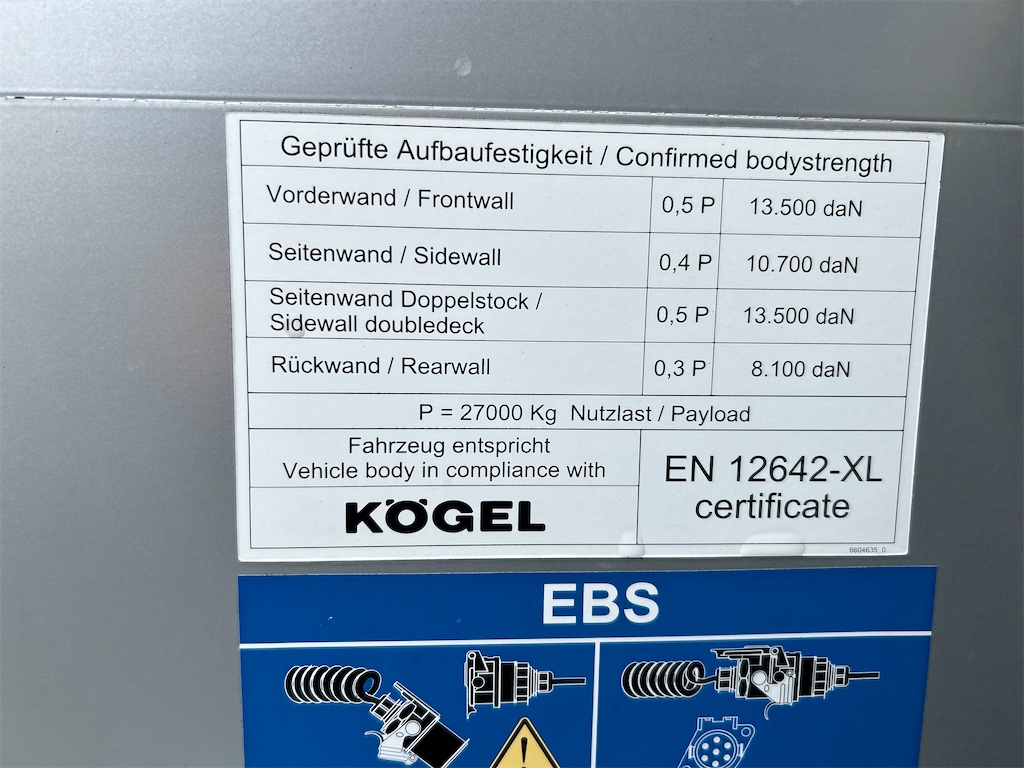 Geprüfte Aufbaufestigkeit / Confirmed bodystrength
Vorderwand / Frontwall 0,5 P 13.500 daN
Seitenwand / Sidewall 0,4 P 10.700 daN
Seitenwand Doppelstock /
Sidewall doubledeck 0,5 P 13.500 daN
Rückwand / Rearwall 0,3 P 8.100 daN
P = 27000 Kg Nutzlast / Payload
Fahrzeug entspricht
Vehicle body in compliance with
KÖGEL
EN 12642-XL
certificate
6604635_0
EBS